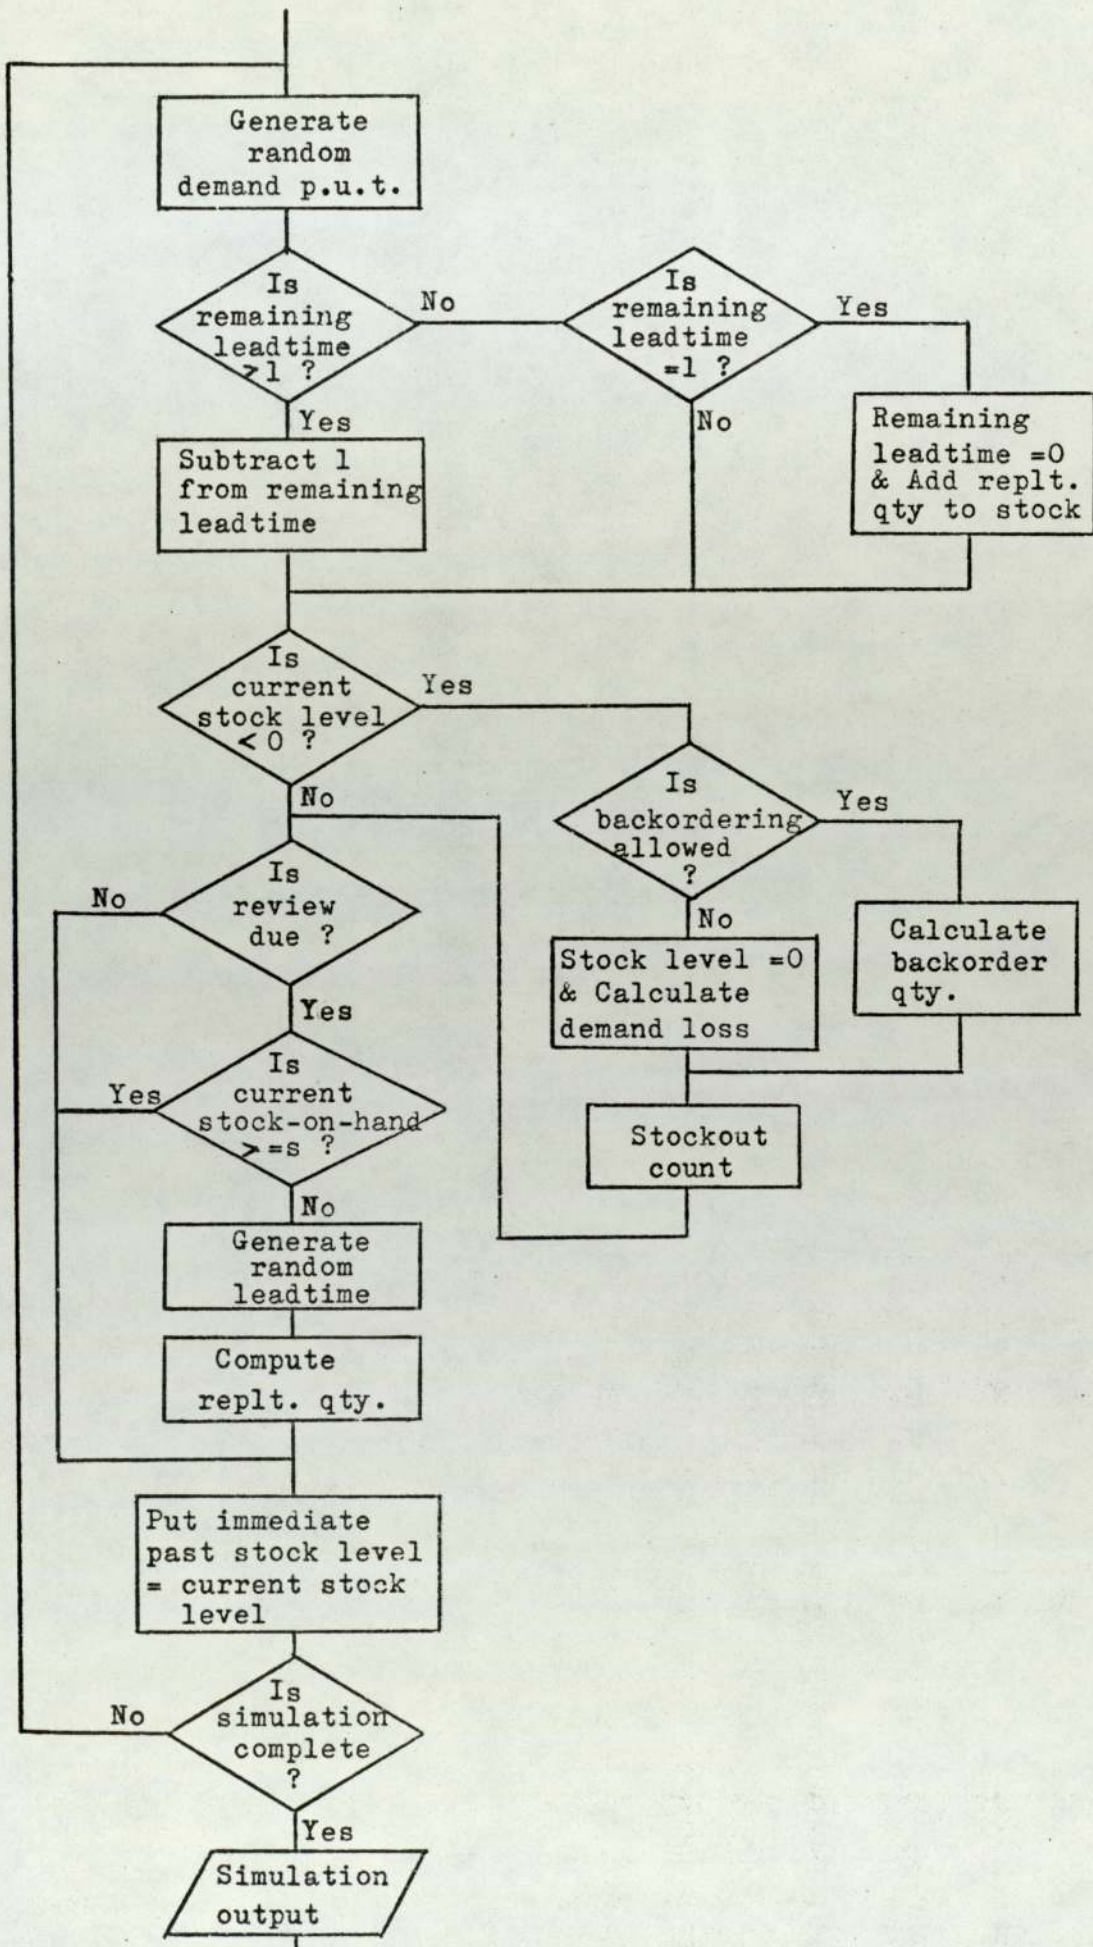 Generate
random
demand p.u.t.
Is
remaining
leadtime
>1 ?
No
Is
remaining
leadtime
=1 ?
Yes
Yes
No
Subtract 1
from remaining
leadtime
Remaining
leadtime =0
& Add replt.
qty to stock
Is
current
stock level
< 0 ?
Yes
No
Is
backordering
allowed
?
Yes
No
Is
review
due ?
No
Yes
Stock level =0
& Calculate
demand loss
Calculate
backorder
qty.
Is
current
stock-on-hand
>=s ?
Yes
No
Stockout
count
Generate
random
leadtime
Compute
replt. qty.
Put immediate
past stock level
= current stock
level
Is
simulation
complete
?
No
Yes
Simulation
output